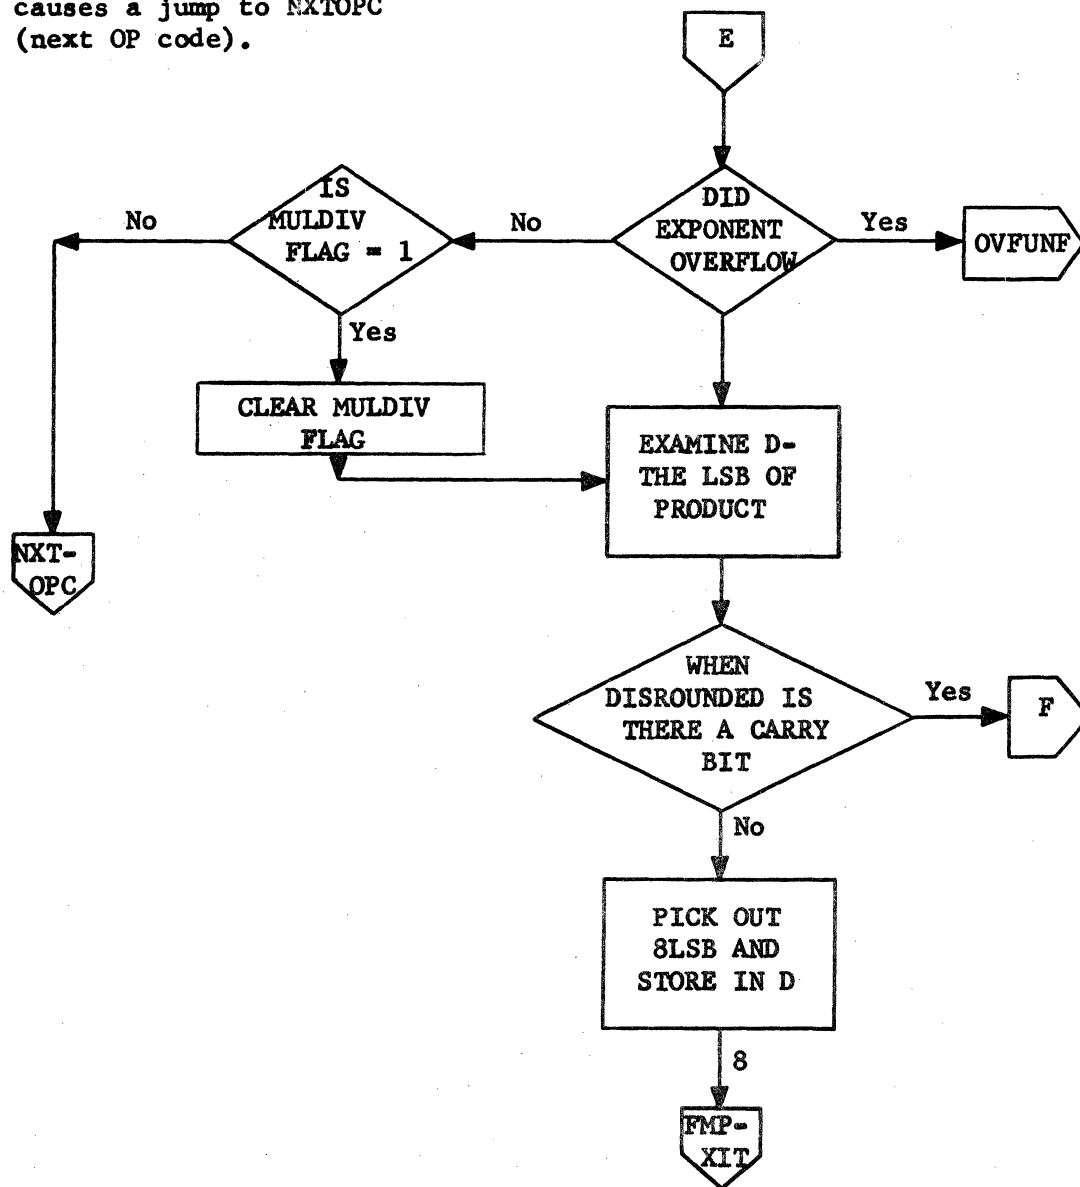 causes a jump to NXTOPC
(next OP code).
E
DID
EXPONENT
OVERFLOW
Yes
OVFUNF
No
IS
MULDIV
FLAG = 1
No
Yes
CLEAR MULDIV
FLAG
EXAMINE D-
THE LSB OF
PRODUCT
NXT-
OPC
WHEN
DISROUNDED IS
THERE A CARRY
BIT
Yes
F
No
PICK OUT
8LSB AND
STORE IN D
8
FMP-
XIT